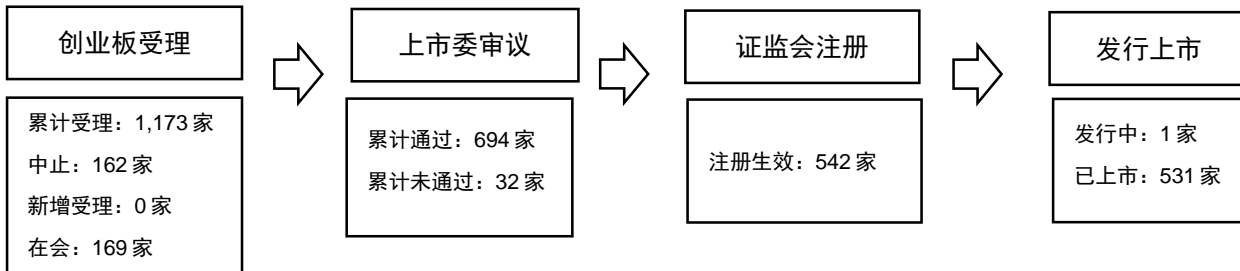 创业板受理
累计受理：1,173 家
中止：162 家
新增受理：0 家
在会：169 家
上市委审议
累计通过：694 家
累计未通过：32 家
证监会注册
注册生效：542 家
发行上市
发行中：1 家
已上市：531 家